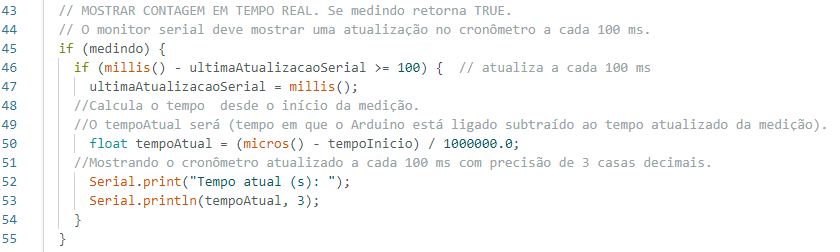 43 // MOSTRAR CONTAGEM EM TEMPO REAL. Se medindo retorna TRUE.
44 // O monitor serial deve mostrar uma atualização no cronômetro a cada 100 ms.
45 if (medindo) {
46 if (millis() - ultimaAtualizacaoSerial >= 100) { // atualiza a cada 100 ms
47 ultimaAtualizacaoSerial = millis();
48 //Calcula o tempo desde o início da medição.
49 //O tempoAtual será (tempo em que o Arduino está ligado subtraído ao tempo atualizado da medição).
50 float tempoAtual = (micros() - tempoInicio) / 1000000.0;
51 //Mostrando o cronômetro atualizado a cada 100 ms com precisão de 3 casas decimais.
52 Serial.print("Tempo atual (s): ");
53 Serial.println(tempoAtual, 3);
54 }
55 }